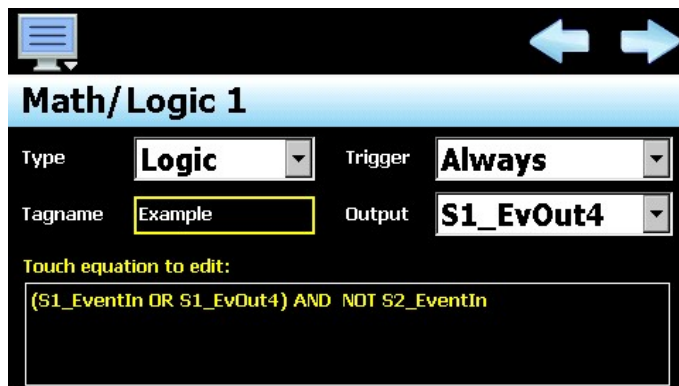 Math/Logic 1
Type Logic Trigger Always
Tagname Example Output S1_EvOut4
Touch equation to edit:
(S1_EventIn OR S1_EvOut4) AND  NOT S2_EventIn